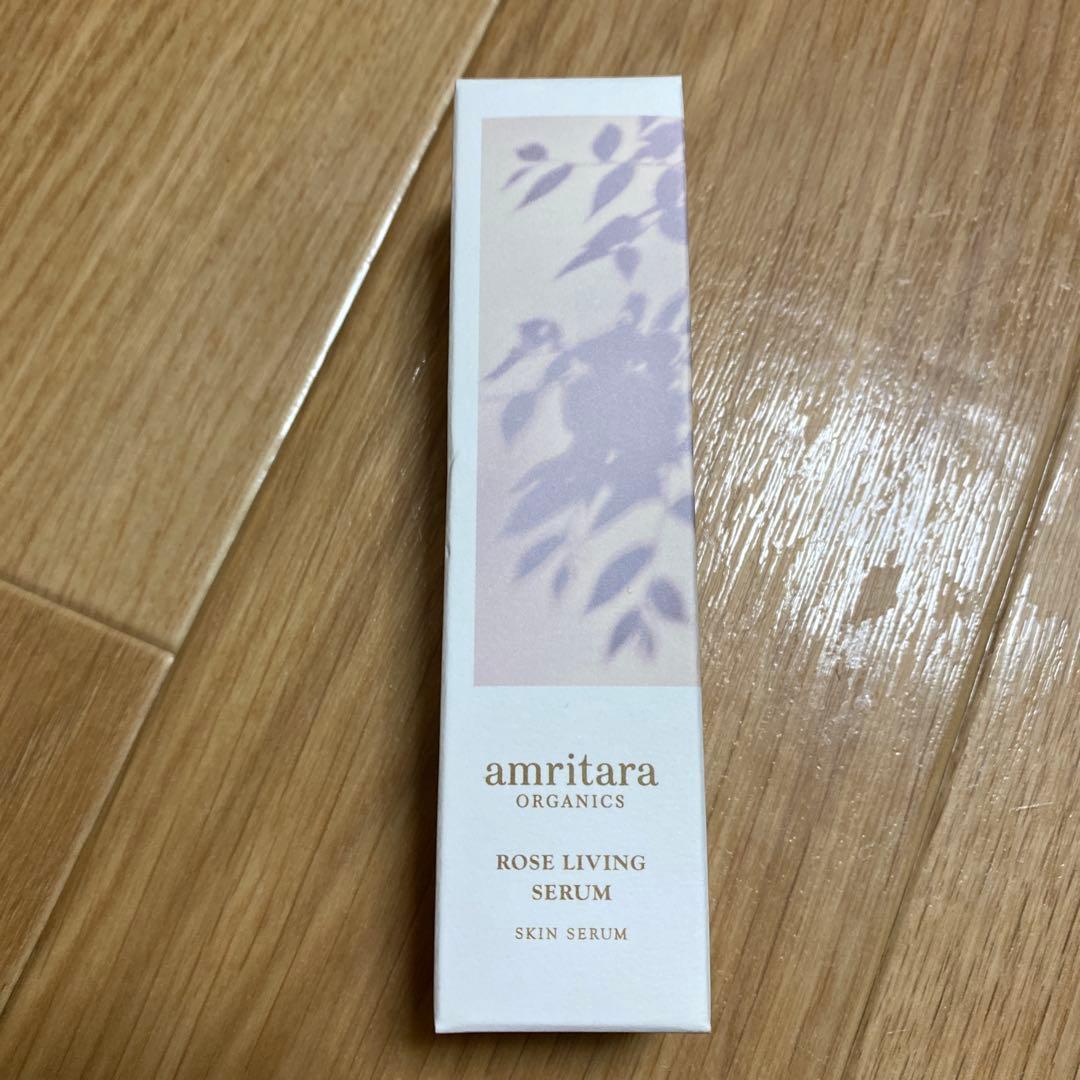 amritara
ORGANICS
ROSE LIVING
SERUM
SKIN SERUM